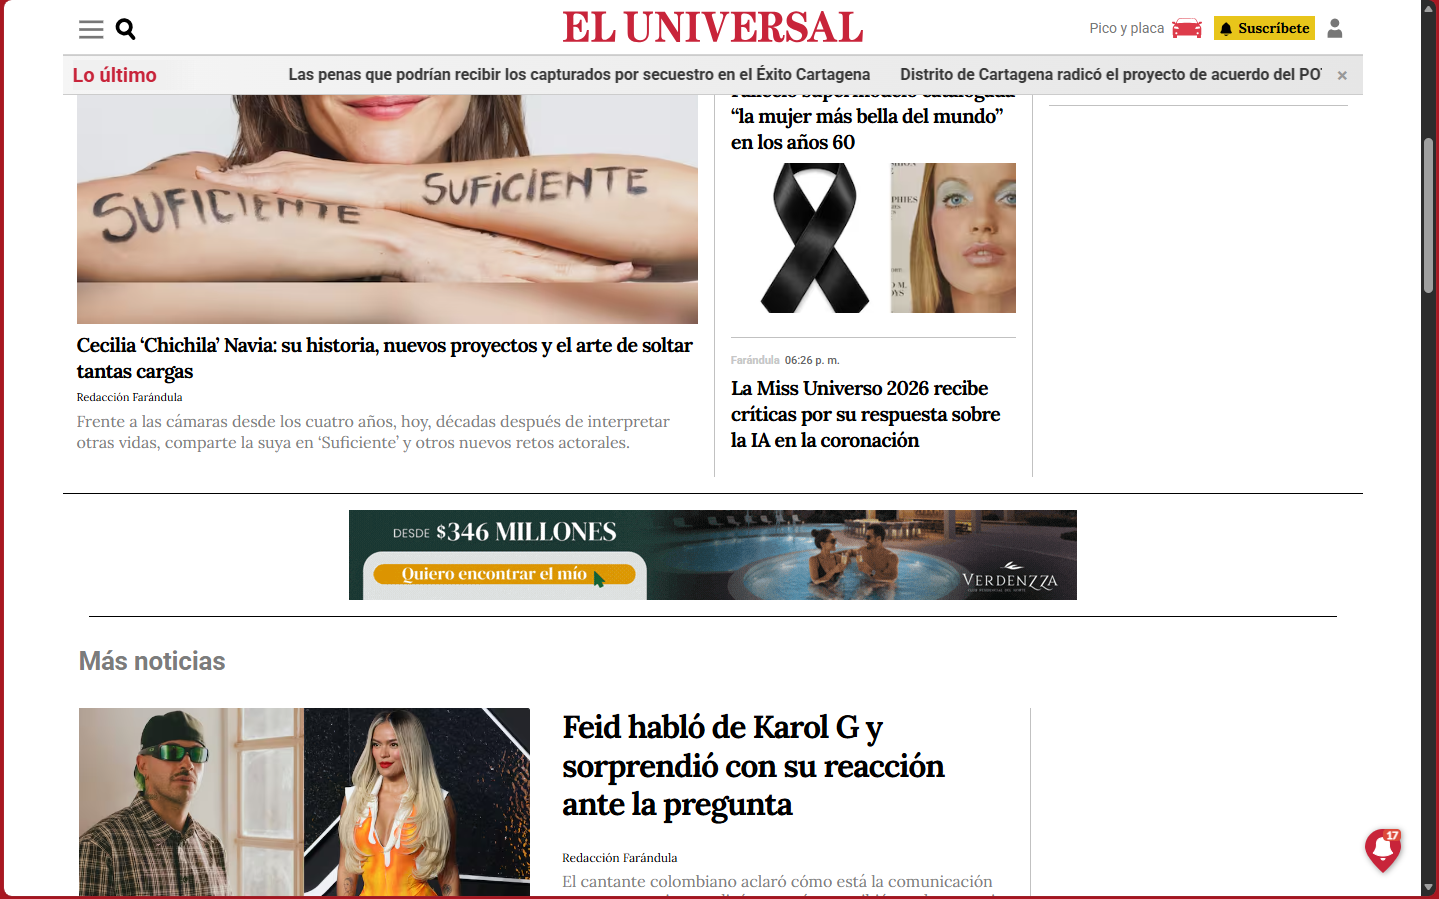 EL UNIVERSAL
Pico y placa
Suscríbete
Lo último
Las penas que podrían recibir los capturados por secuestro en el Éxito Cartagena
Distrito de Cartagena radicó el proyecto de acuerdo del PO
×
SUFICIENTE
SUFICIENTE
Cecilia ‘Chichila’ Navia: su historia, nuevos proyectos y el arte de soltar
tantas cargas
Redacción Farándula
Frente a las cámaras desde los cuatro años, hoy, décadas después de interpretar
otras vidas, comparte la suya en ‘Suficiente’ y otros nuevos retos actorales.
Falleció supermodelo catalogada
“la mujer más bella del mundo”
en los años 60
Farándula 06:26 p. m.
La Miss Universo 2026 recibe
críticas por su respuesta sobre
la IA en la coronación
DESDE $346 MILLONES
Quiero encontrar el mío
VERDENZZA
Más noticias
Feid habló de Karol G y
sorprendió con su reacción
ante la pregunta
Redacción Farándula
El cantante colombiano aclaró cómo está la comunicación
17